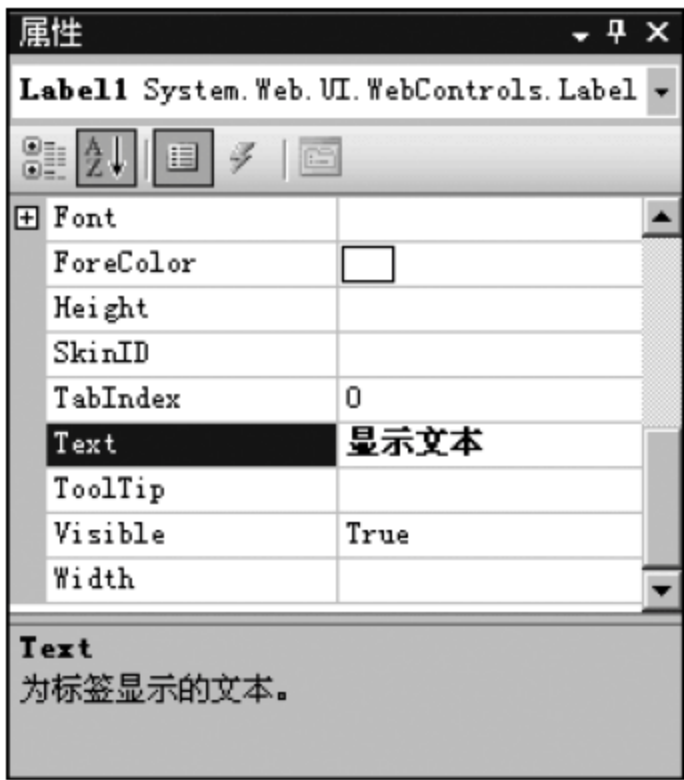 属性
Label1 System.Web.UI.WebControls.Label
Font
ForeColor
Height
SkinID
TabIndex 0
Text 显示文本
ToolTip
Visible True
Width
Text
为标签显示的文本。